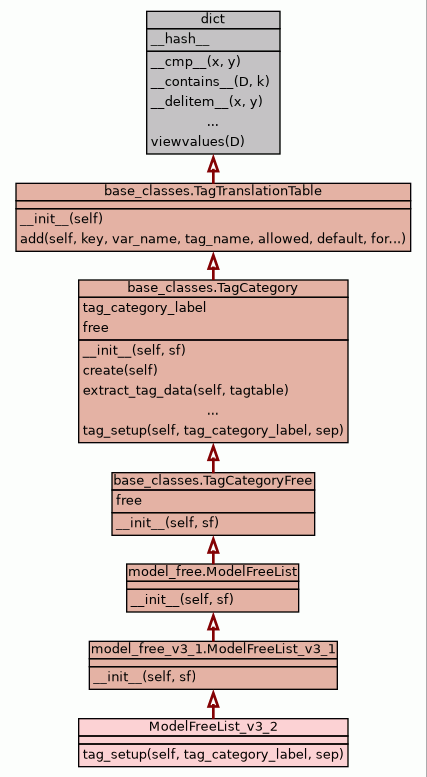 dict
__hash__
__cmp__(x, y)
__contains__(D, k)
__delitem__(x, y)
...
viewvalues(D)
base_classes.TagTranslationTable
__init__(self)
add(self, key, var_name, tag_name, allowed, default, for...)
base_classes.TagCategory
tag_category_label
free
__init__(self, sf)
create(self)
extract_tag_data(self, tagtable)
...
tag_setup(self, tag_category_label, sep)
base_classes.TagCategoryFree
free
__init__(self, sf)
model_free.ModelFreeList
__init__(self, sf)
model_free_v3_1.ModelFreeList_v3_1
__init__(self, sf)
ModelFreeList_v3_2
tag_setup(self, tag_category_label, sep)